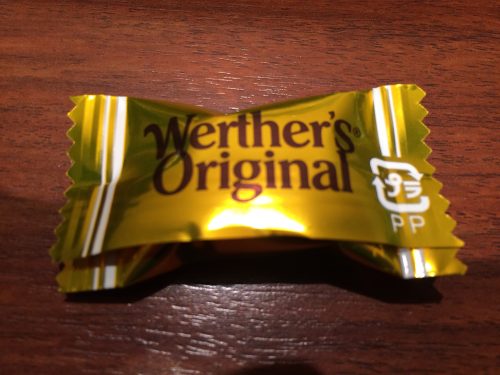 Werther's®
Original
プラ
PP